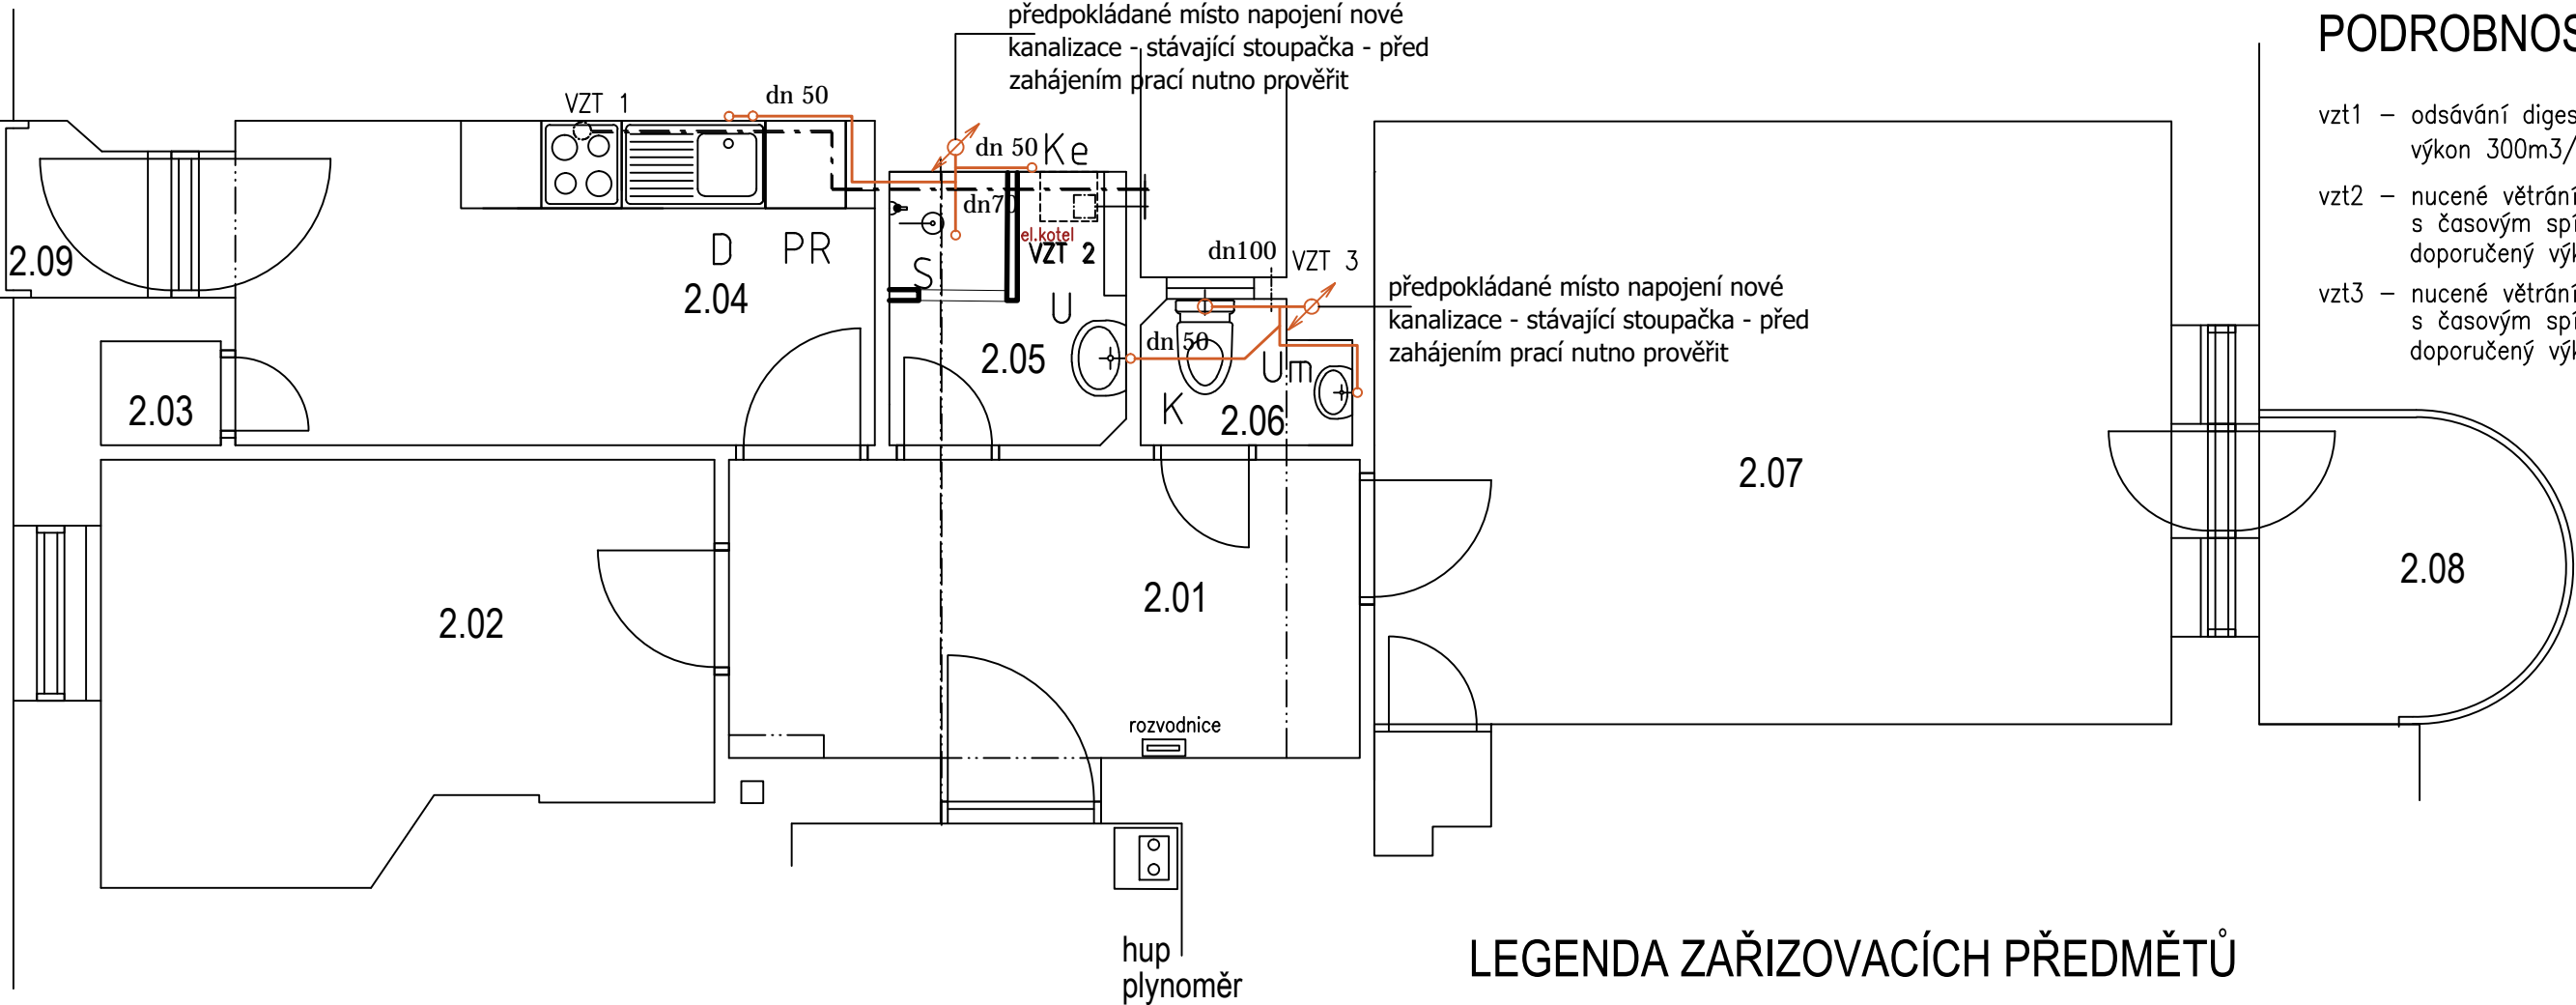 předpokládané místo napojení nové
kanalizace - stávající stoupačka - před
zahájením prací nutno prověřit
VZT 1
dn 50
dn 50
Ke
dn70
el.kotel
VZT 2
S
U
D
PR
2.09
2.04
2.03
2.05
dn100
VZT 3
předpokládané místo napojení nové
kanalizace - stávající stoupačka - před
zahájením prací nutno prověřit
dn 50
Um
K
2.06
2.07
2.08
2.02
2.01
rozvodnice
hup
plynoměr
PODROBNOS
vzt1 – odsávání diges
výkon 300m3/
vzt2 – nucené větrání
s časovým
doporučený
vzt3 – nucené větrání
s časovým
doporučený
LEGENDA ZAŘIZOVACÍCH PŘEDMĚTŮ